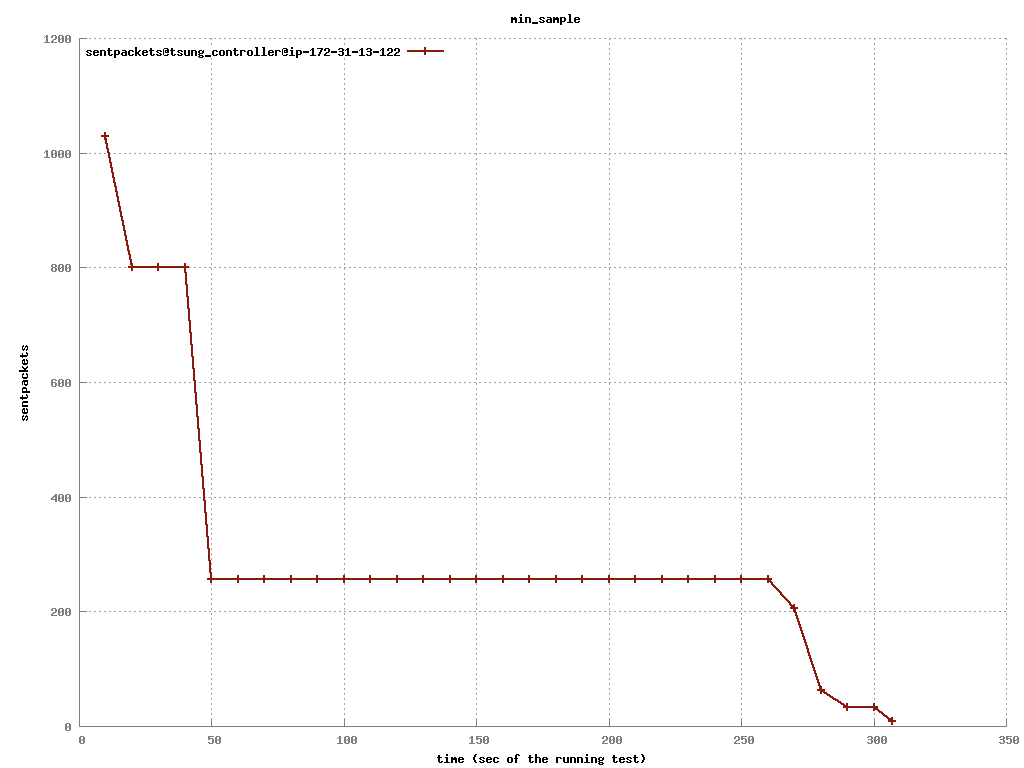 min_sample
1200
sentpackets@tsung_controller@ip-172-31-13-122
1000
800
600
sentpackets
400
200
0
0 50 100 150 200 250 300 350
time (sec of the running test)